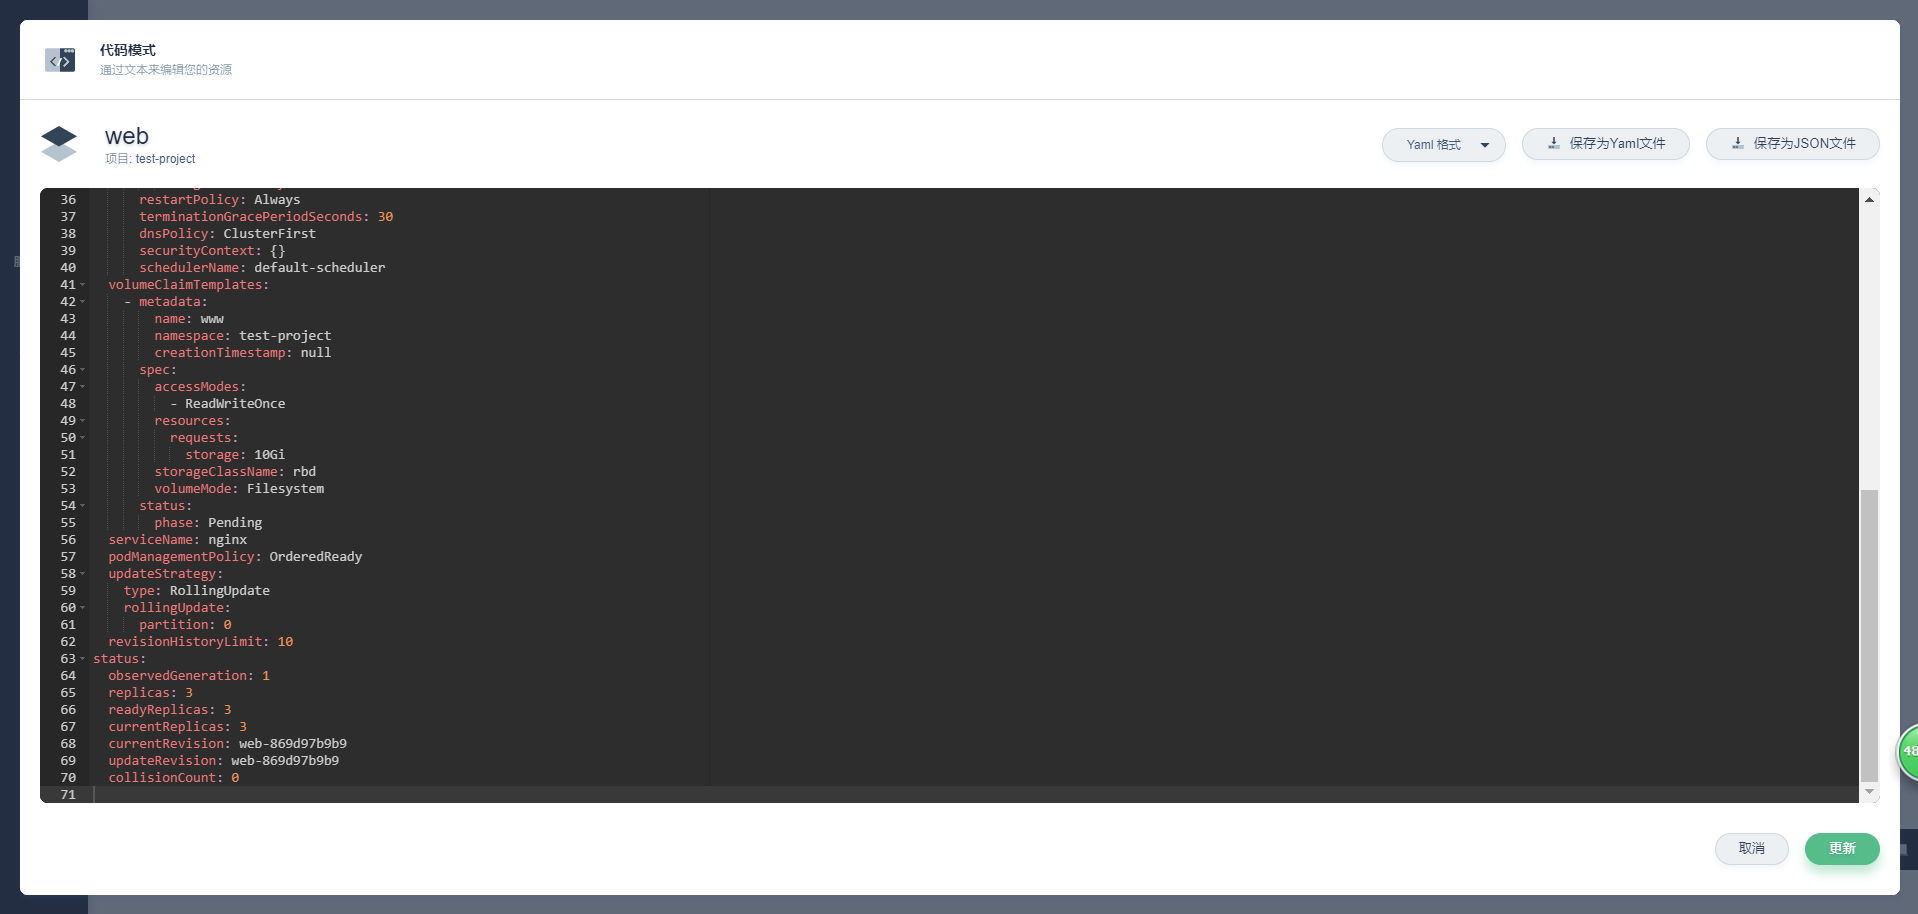 代码模式
通过文本来编辑您的资源
web
项目: test-project
Yaml 格式
保存为Yaml文件
保存为JSON文件
36 restartPolicy: Always
37 terminationGracePeriodSeconds: 30
38 dnsPolicy: ClusterFirst
39 securityContext: {}
40 schedulerName: default-scheduler
41 volumeClaimTemplates:
42 - metadata:
43 name: www
44 namespace: test-project
45 creationTimestamp: null
46 spec:
47 accessModes:
48 - ReadWriteOnce
49 resources:
50 requests:
51 storage: 10Gi
52 storageClassName: rbd
53 volumeMode: Filesystem
54 status:
55 phase: Pending
56 serviceName: nginx
57 podManagementPolicy: OrderedReady
58 updateStrategy:
59 type: RollingUpdate
60 rollingUpdate:
61 partition: 0
62 revisionHistoryLimit: 10
63 status:
64 observedGeneration: 1
65 replicas: 3
66 readyReplicas: 3
67 currentReplicas: 3
68 currentRevision: web-869d97b9b9
69 updateRevision: web-869d97b9b9
70 collisionCount: 0
71
48
取消
更新